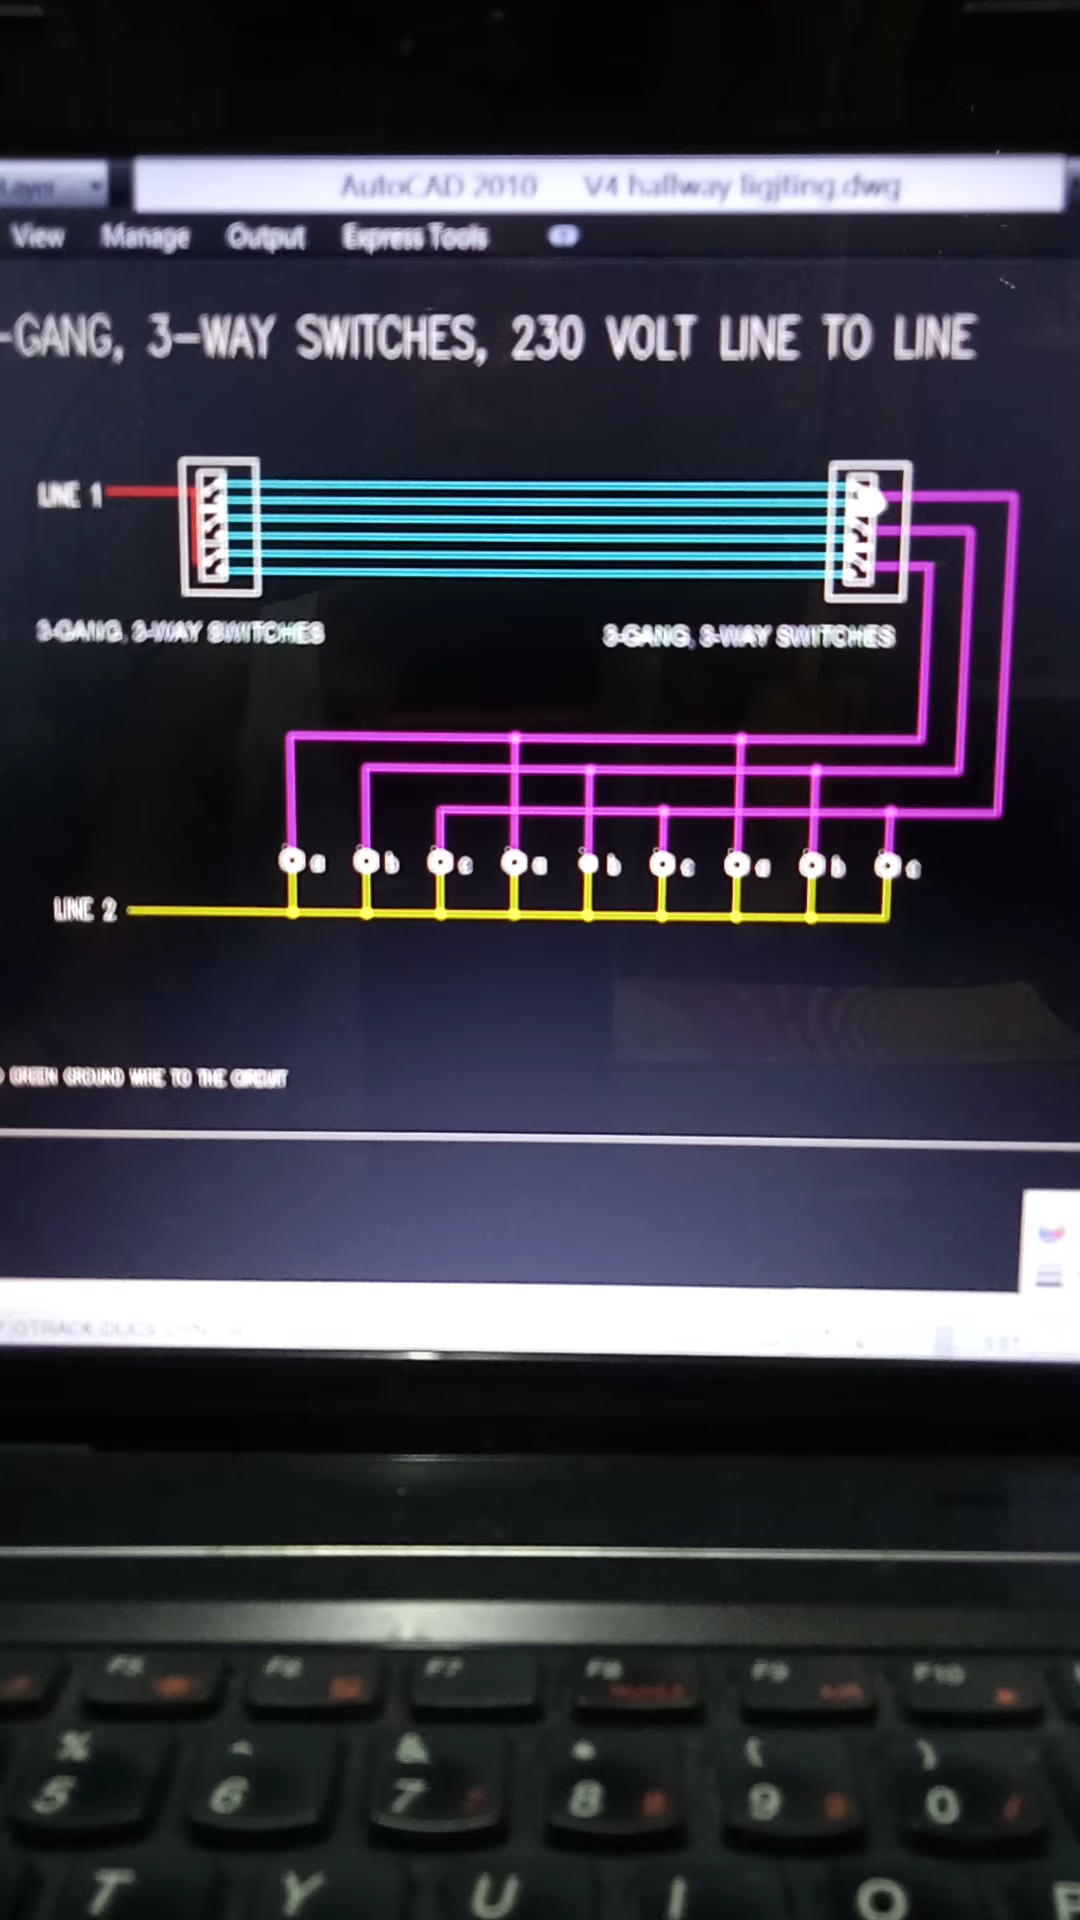 Layer
AutoCAD 2010 V4 hallway ligjting.dwg
View Manage Output Express Tools
-GANG, 3-WAY SWITCHES, 230 VOLT LINE TO LINE
LINE 1
3-GANG, 3-WAY SWITCHES 3-GANG, 3-WAY SWITCHES
a b c a b c a b c
LINE 2
GREEN GROUND WIRE TO THE CIRCUIT
F5 F6 F7 F8 F9 F10
% ^ & * ( )
5 6 7 8 9 0
T Y U I O P